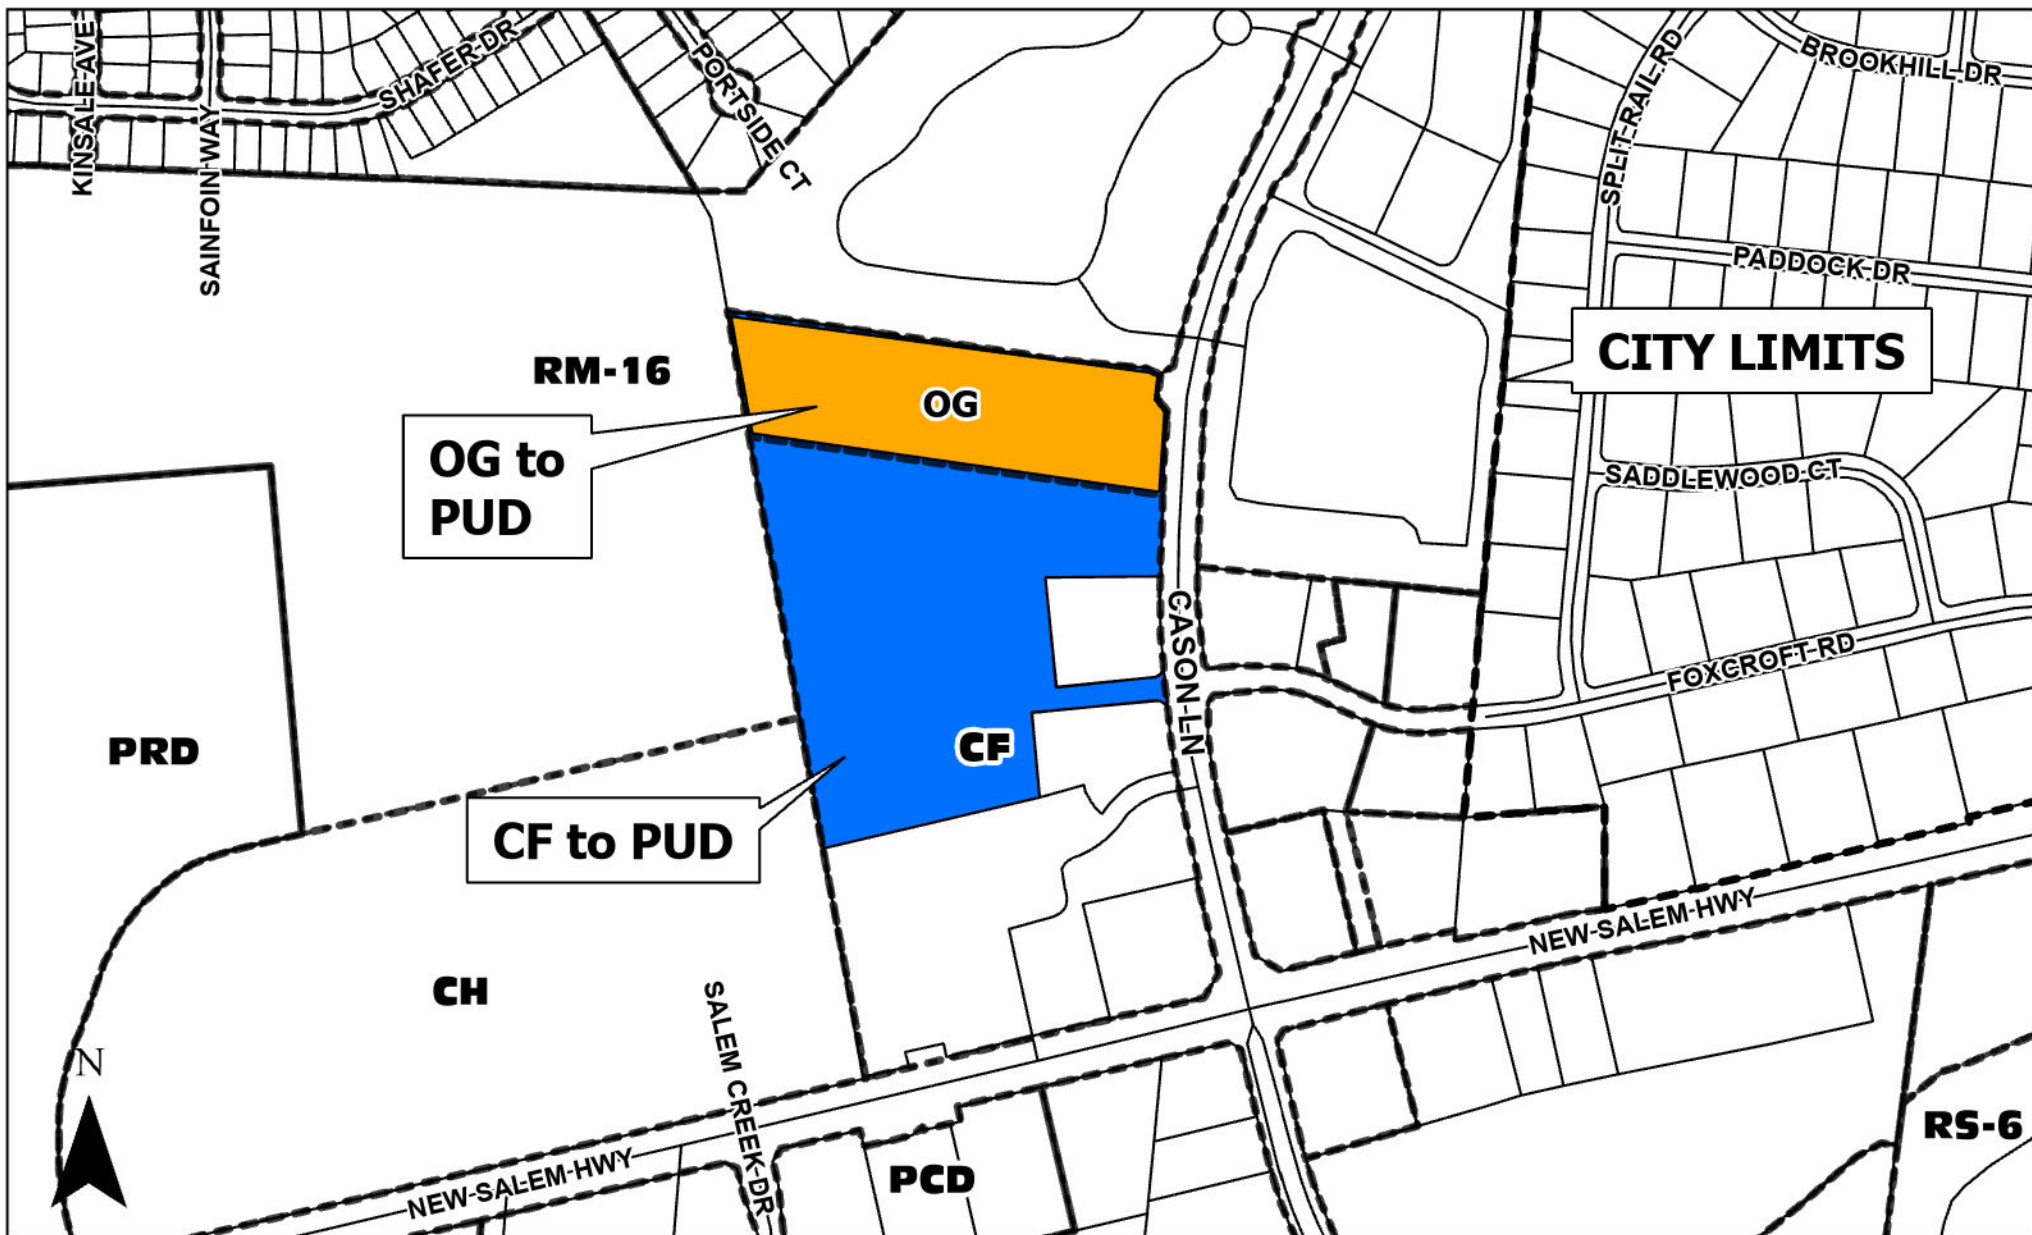 KINSALE AVE
SAINFOIN WAY
SHAFER DR
PORTSIDE CT
SPLIT RAIL RD
BROOKHILL DR
PADDOCK DR
CITY LIMITS
RM-16
OG
OG to
PUD
SADDLEWOOD CT
CASON LN
FOXCROFT RD
PRD
CF
CF to PUD
NEW SALEM HWY
CH
SALEM CREEK DR
N
RS-6
PCD
NEW SALEM HWY